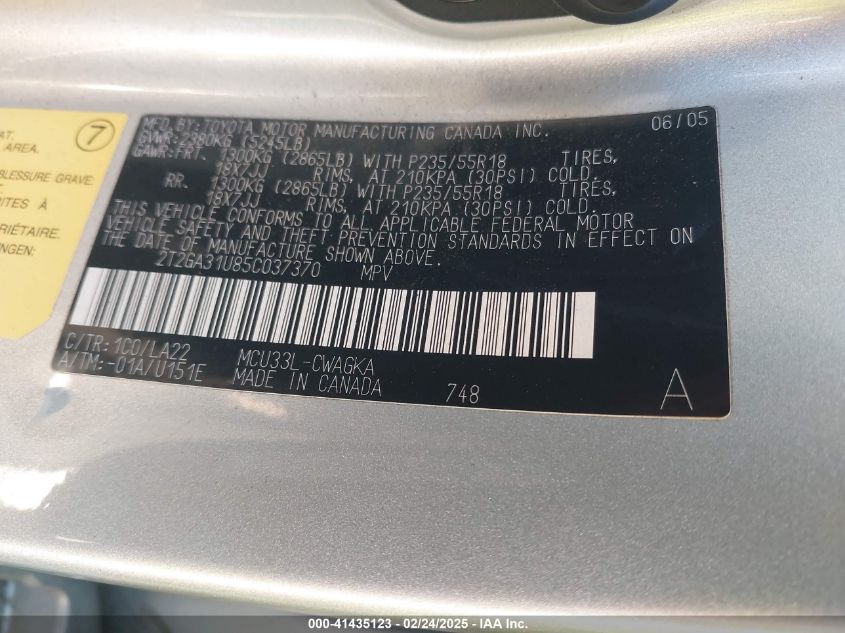 7
AT.
AREA.
BLESSURE GRAVE
RITES À
PRIÉTAIRE.
NUNGEN:
MFD. BY: TOYOTA MOTOR MANUFACTURING CANADA INC. 06/05
GVWR: 2380KG (5245LB)
GAWR:FRT. 1300KG (2865LB) WITH P235/55R18 TIRES,
18X7JJ RIMS, AT 210KPA (30PSI) COLD.
RR. 1300KG (2865LB) WITH P235/55R18 TIRES,
18X7JJ RIMS, AT 210KPA (30PSI) COLD.
THIS VEHICLE CONFORMS TO ALL APPLICABLE FEDERAL MOTOR
VEHICLE SAFETY AND THEFT PREVENTION STANDARDS IN EFFECT ON
THE DATE OF MANUFACTURE SHOWN ABOVE.
2T2GA31U85C037370 MPV
C/TR: 1C0/LA22 MCU33L-CWAGKA
A/TM:-01A/U151E MADE IN CANADA 748 A
000-41435123 - 02/24/2025 - IAA Inc.